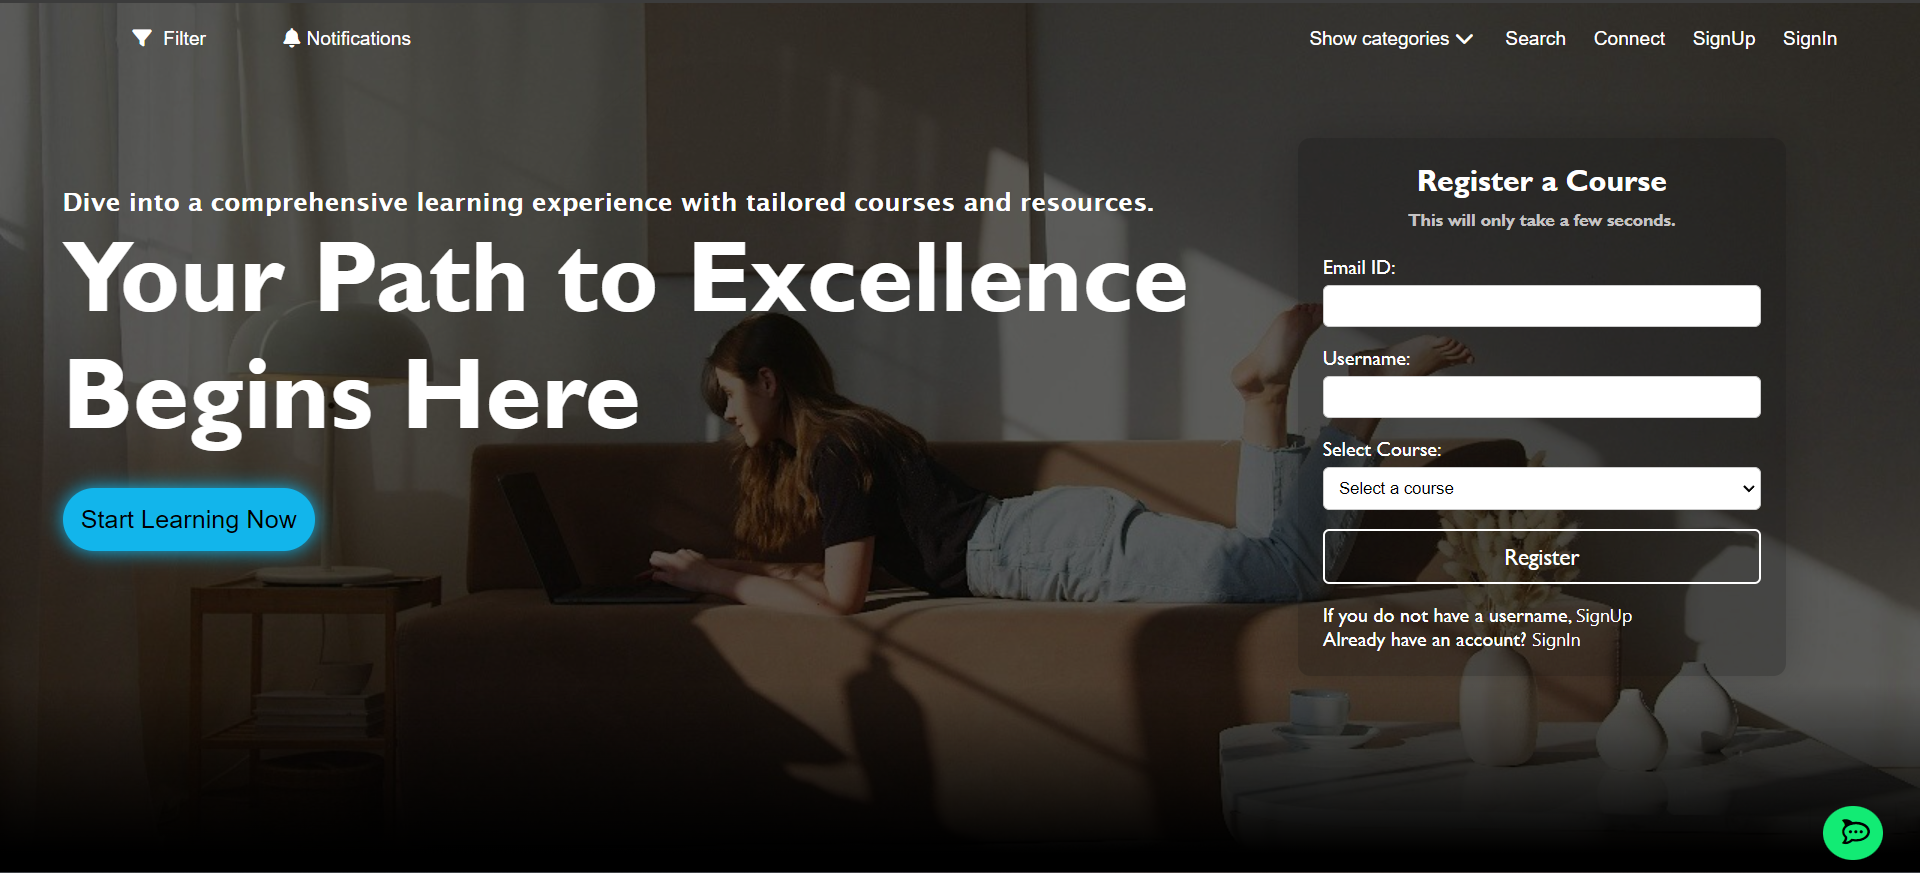 Filter
Notifications
Show categories
Search
Connect
SignUp
SignIn
Dive into a comprehensive learning experience with tailored courses and resources.
Your Path to Excellence
Begins Here
Start Learning Now
Register a Course
This will only take a few seconds.
Email ID:
Username:
Select Course:
Select a course
Register
If you do not have a username, SignUp
Already have an account? SignIn